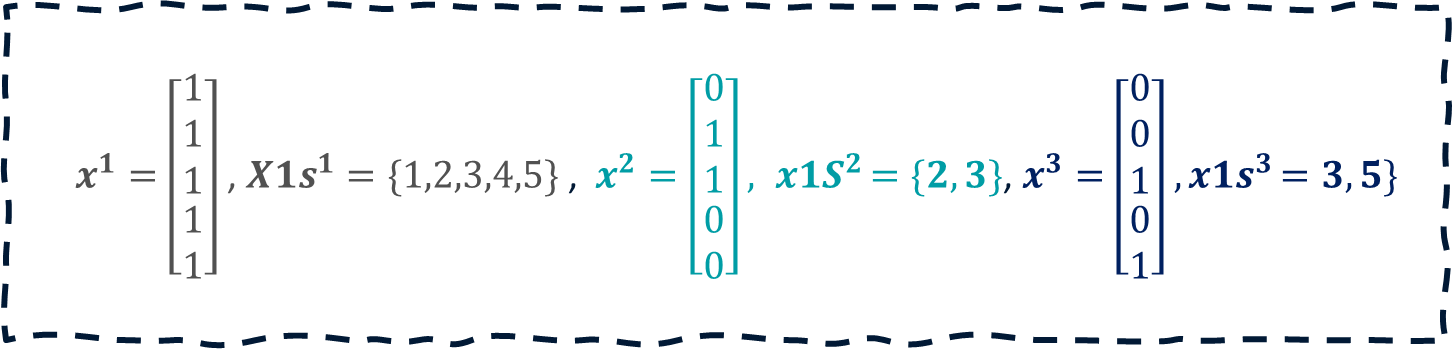 x¹ = [1 1 1 1 1], X1s¹ = {1,2,3,4,5} , x² = [0 1 1 0 0], x1S² = {2, 3}, x³ = [0 0 1 0 1], x1s³ = 3, 5}